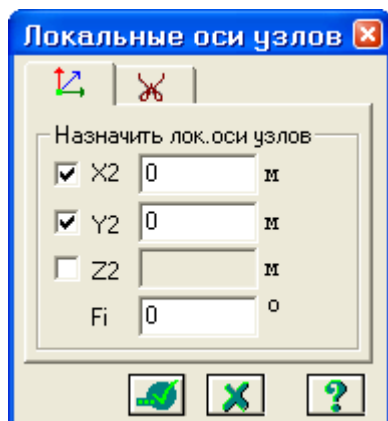 Локальные оси узлов
Назначить лок.оси узлов
X2 0 м
Y2 0 м
Z2 м
Fi 0 °
?